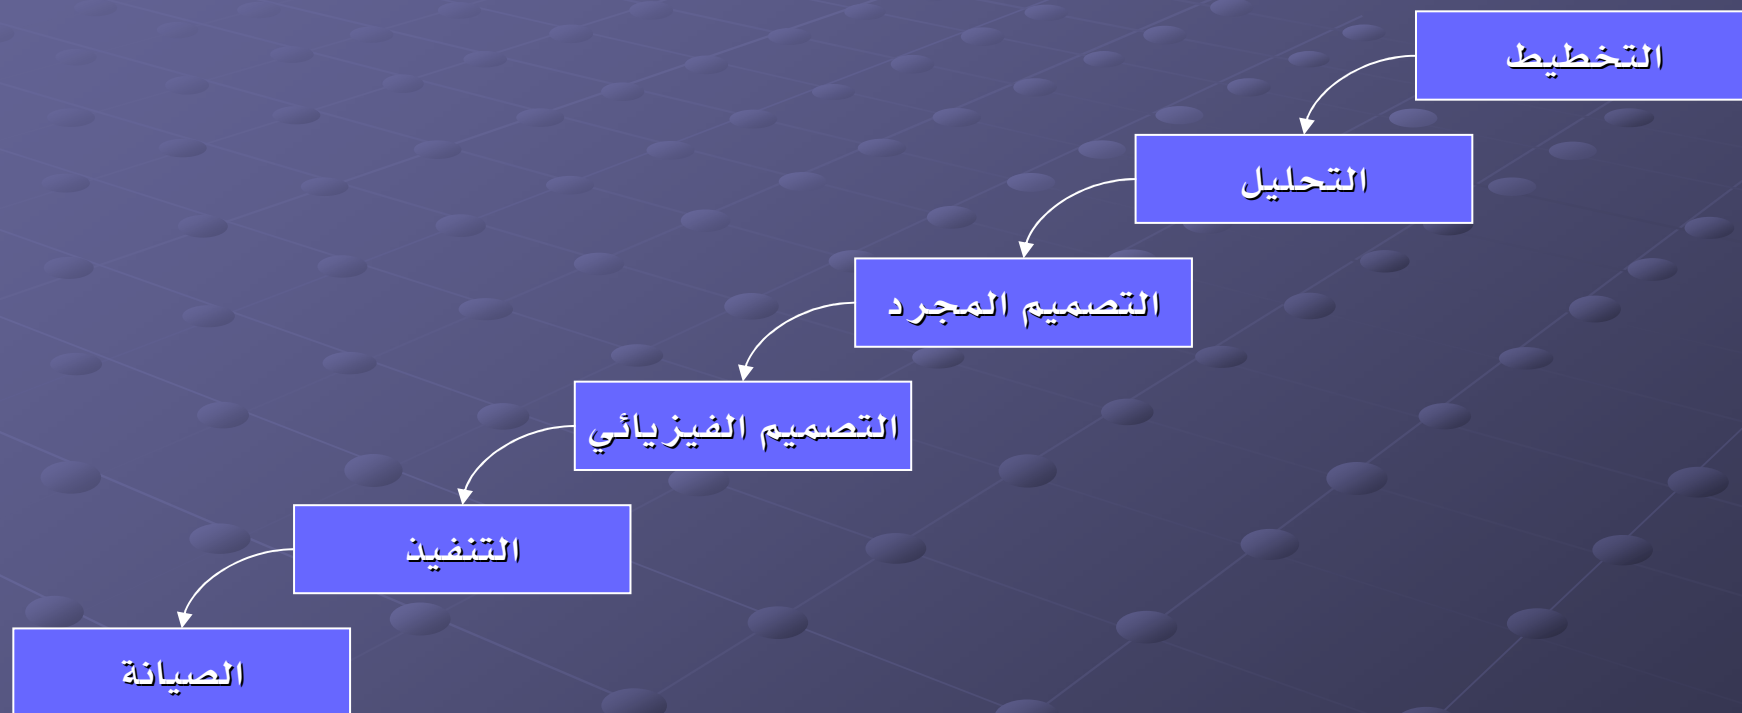 التخطيط
التحليل
التصميم المجرد
التصميم الفيزيائي
التنفيذ
الصيانة